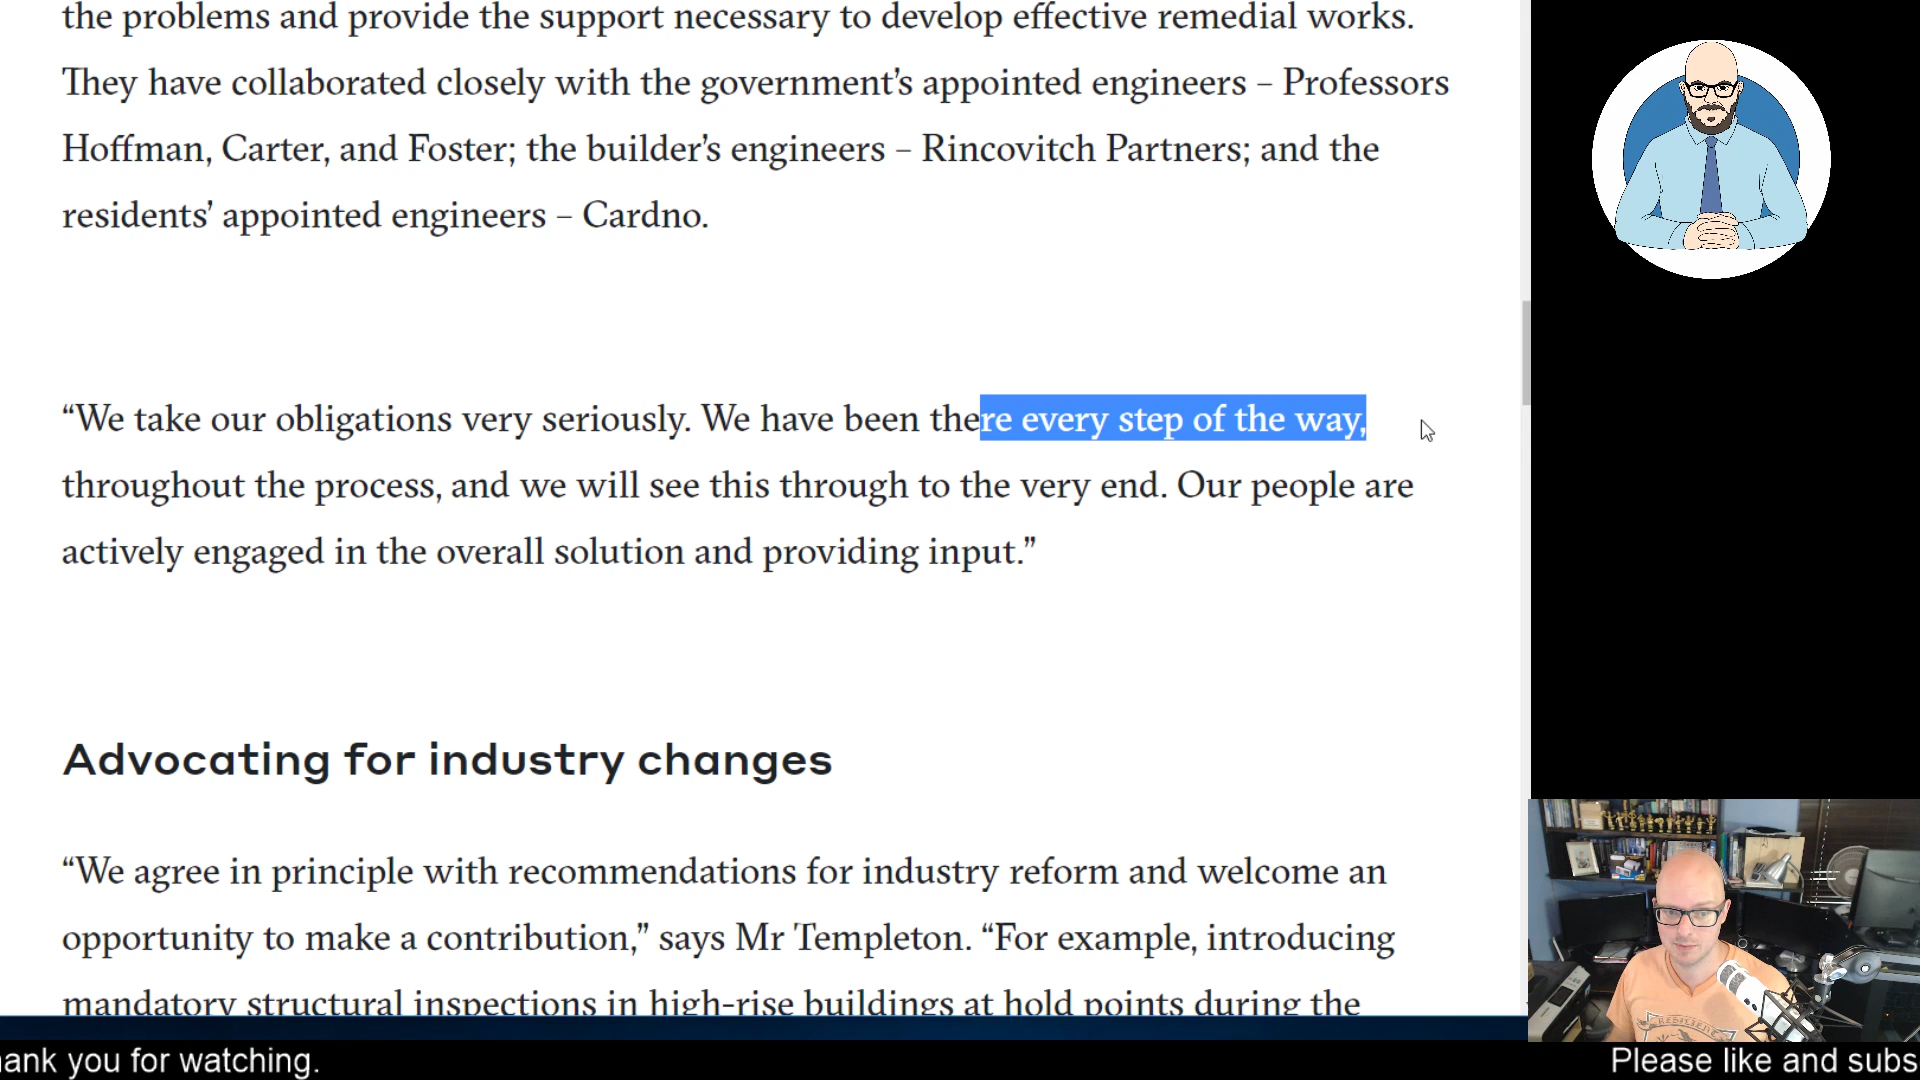 the problems and provide the support necessary to develop effective remedial works.
They have collaborated closely with the government’s appointed engineers – Professors
Hoffman, Carter, and Foster; the builder’s engineers – Rincovitch Partners; and the
residents’ appointed engineers – Cardno.
“We take our obligations very seriously. We have been there every step of the way,
throughout the process, and we will see this through to the very end. Our people are
actively engaged in the overall solution and providing input.”
Advocating for industry changes
“We agree in principle with recommendations for industry reform and welcome an
opportunity to make a contribution,” says Mr Templeton. “For example, introducing
mandatory structural inspections in high-rise buildings at hold points during the
RESILIENT
ank you for watching.
Please like and subs